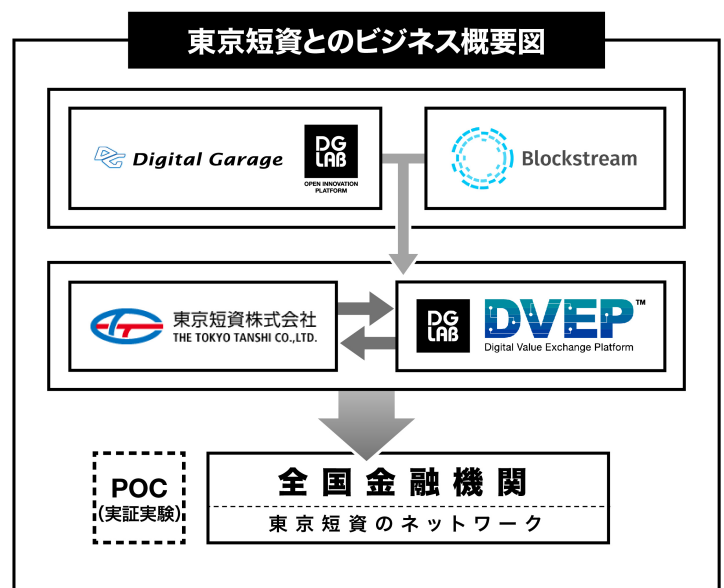 東京短資とのビジネス概要図
Digital Garage
DG LAB
OPEN INNOVATION
PLATFORM
Blockstream
東京短資株式会社
THE TOKYO TANSHI CO.,LTD.
DG LAB
DVEP™
Digital Value Exchange Platform
POC
(実証実験)
全国金融機関
東京短資のネットワーク